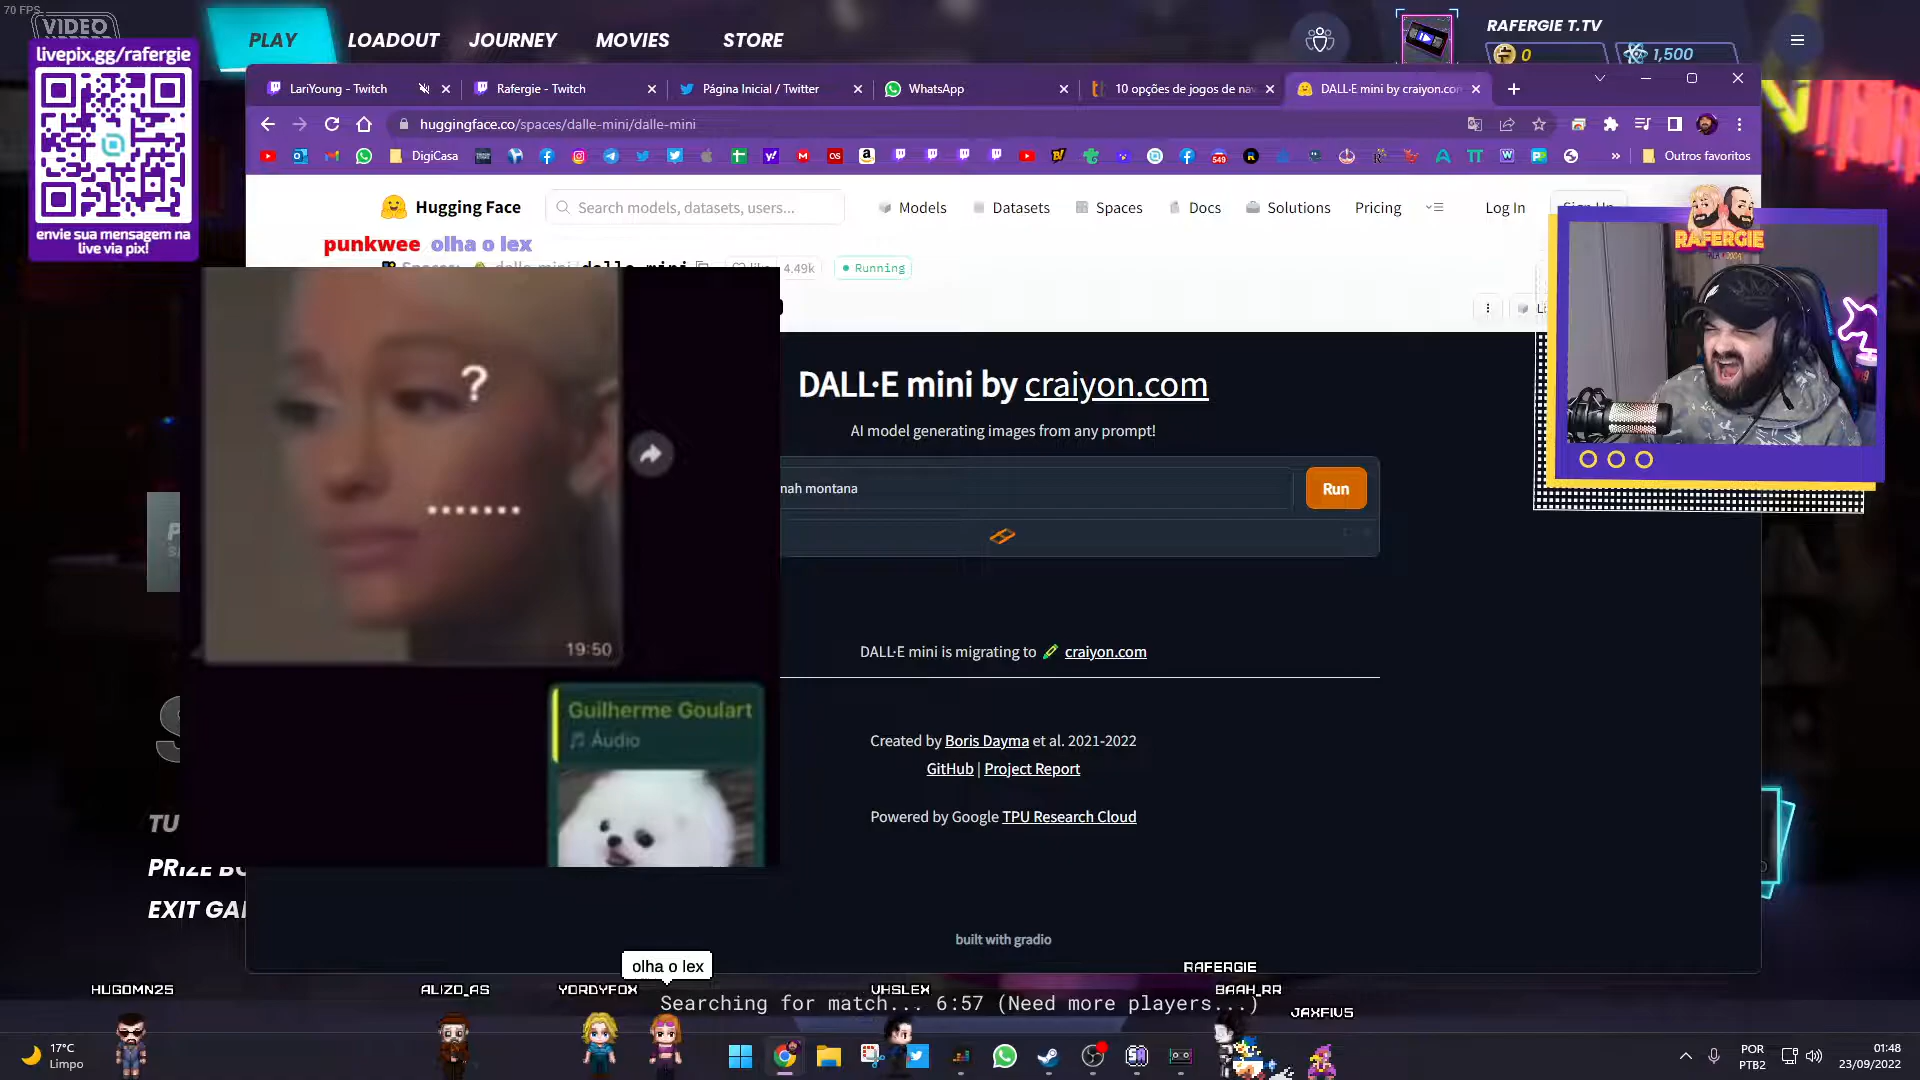 70 FPS
VIDEO
livepix.gg/rafergie
envie sua mensagem na
live via pix!
PLAY
LOADOUT
JOURNEY
MOVIES
STORE
RAFERGIE T.TV
0
1,500
LariYoung - Twitch
Rafergie - Twitch
Página Inicial / Twitter
WhatsApp
10 opções de jogos de na
DALL·E mini by craiyon.co
huggingface.co/spaces/dalle-mini/dalle-mini
DigiCasa
Outros favoritos
Hugging Face
Search models, datasets, users...
Models
Datasets
Spaces
Docs
Solutions
Pricing
Log In
Sign Up
punkwee olha o lex
4.49k
Running
RAFERGIE
?
.......
19:50
Guilherme Goulart
Áudio
DALL·E mini by craiyon.com
AI model generating images from any prompt!
nah montana
Run
DALL·E mini is migrating to craiyon.com
Created by Boris Dayma et al. 2021-2022
GitHub | Project Report
Powered by Google TPU Research Cloud
built with gradio
TU
PRIZE BO
EXIT GA
olha o lex
HUGOMN25
ALIZO_AS
YORDYFOX
VHSLEX
RAFERGIE
BAAH_RR
JAXFIVS
Searching for match... 6:57 (Need more players...)
17°C
Limpo
POR
PTB2
01:48
23/09/2022